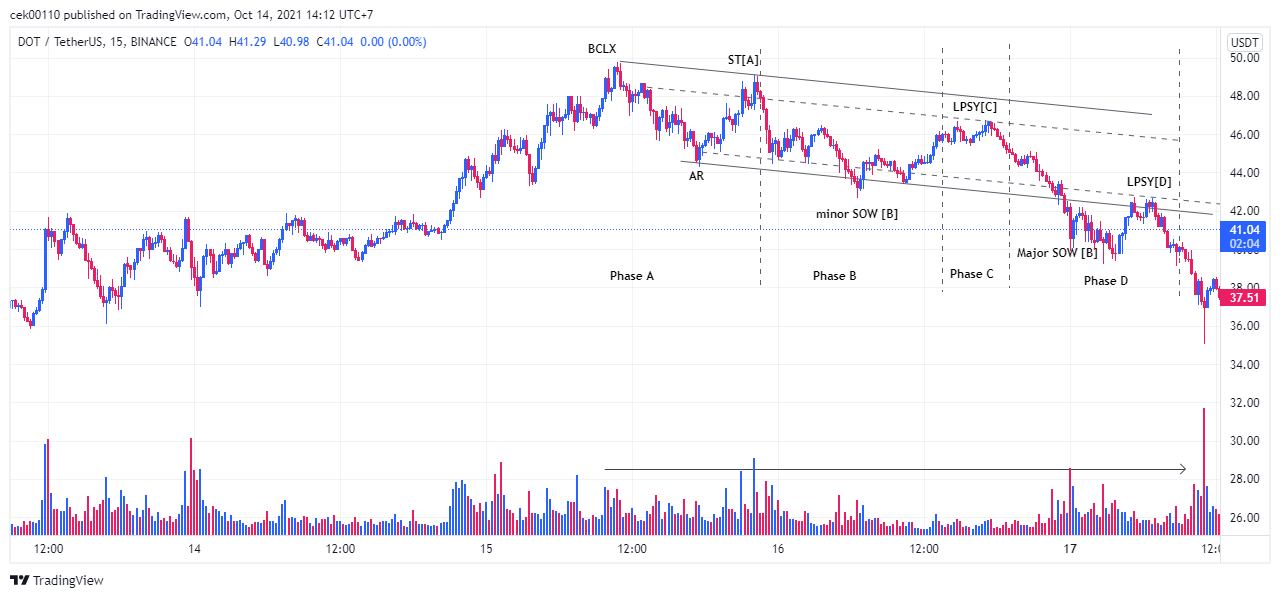 cek00110 published on TradingView.com, Oct 14, 2021 14:12 UTC+7
DOT / TetherUS, 15, BINANCE O41.04 H41.29 L40.98 C41.04 0.00 (0.00%)
USDT
BCLX
ST[A]
LPSY[C]
AR
LPSY[D]
minor SOW [B]
Major SOW [B]
Phase A
Phase B
Phase C
Phase D
50.00
48.00
46.00
44.00
42.00
41.04
02:04
40.00
38.00
37.51
36.00
34.00
32.00
30.00
28.00
26.00
12:00 14 12:00 15 12:00 16 12:00 17 12:0
TradingView